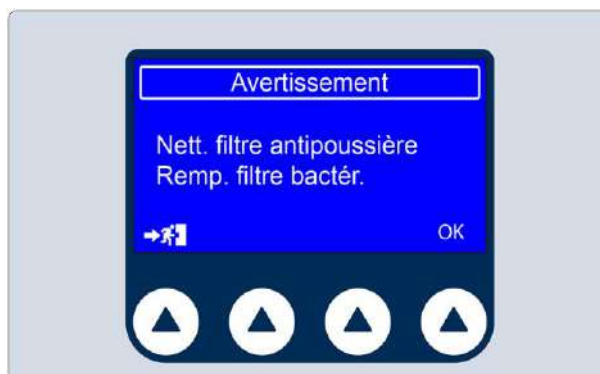 Avertissement
Nett. filtre antipoussière
Remp. filtre bactér.
OK